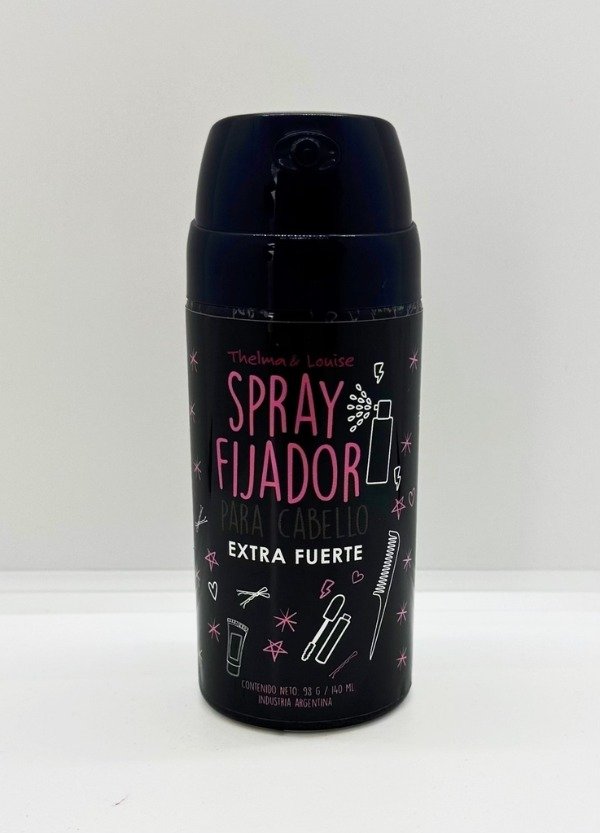 Thelma & Louise
SPRAY
FIJADOR
PARA CABELLO
EXTRA FUERTE
CONTENIDO NETO: 98 G / 140 ML
INDUSTRIA ARGENTINA